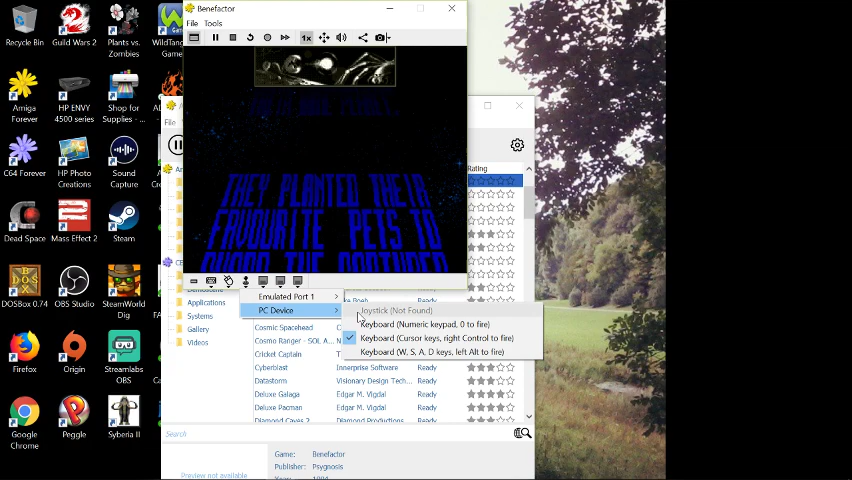 Recycle Bin
Guild Wars 2
Plants vs.
Zombies
WildTang
Game
Amiga
Forever
HP ENVY
4500 series
Shop for
Supplies - ...
C64 Forever
HP Photo
Creations
Sound
Capture
Dead Space
Mass Effect 2
Steam
DOSBox 0.74
OBS Studio
SteamWorld
Dig
Firefox
Origin
Streamlabs
OBS
Google
Chrome
Peggle
Syberia II
Benefactor
File Tools
1x
THEY PLANTED THEIR
FAVOURITE PETS TO
Emulated Port 1
PC Device
Joystick (Not Found)
Keyboard (Numeric keypad, 0 to fire)
Keyboard (Cursor keys, right Control to fire)
Keyboard (W, S, A, D keys, left Alt to fire)
File
Rating
Applications
Systems
Gallery
Videos
Cosmic Spacehead
Cosmo Ranger - SOL A...
Cricket Captain
Cyberblast Innerprise Software Ready
Datastorm Visionary Design Tech... Ready
Deluxe Galaga Edgar M. Vigdal Ready
Deluxe Pacman Edgar M. Vigdal Ready
Diamond Caves 2 Diamond Productions Ready
Search
Preview not available
Game: Benefactor
Publisher: Psygnosis